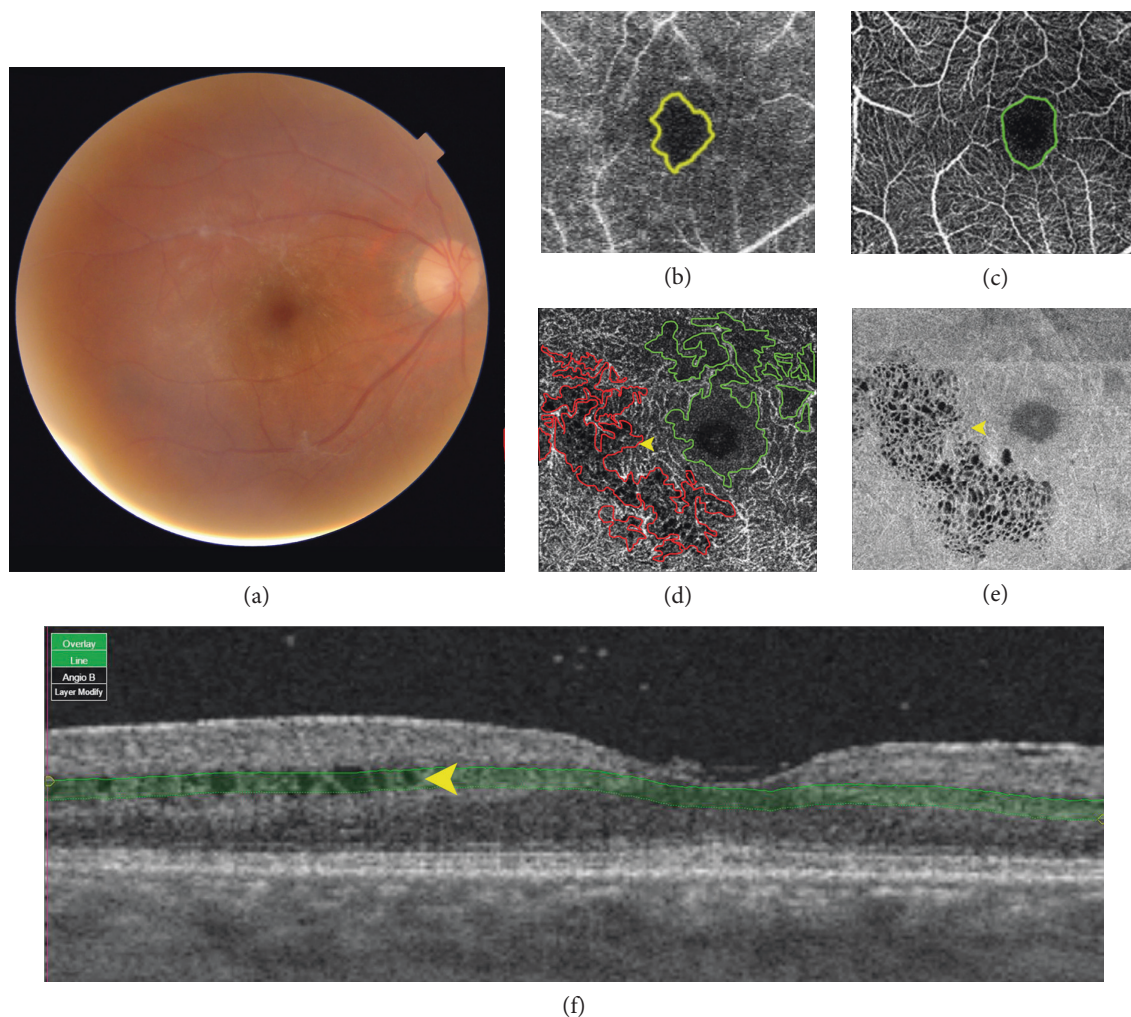 (a)
(b)
(c)
(d)
(e)
Overlay
Line
Angio B
Layer Modify
(f)